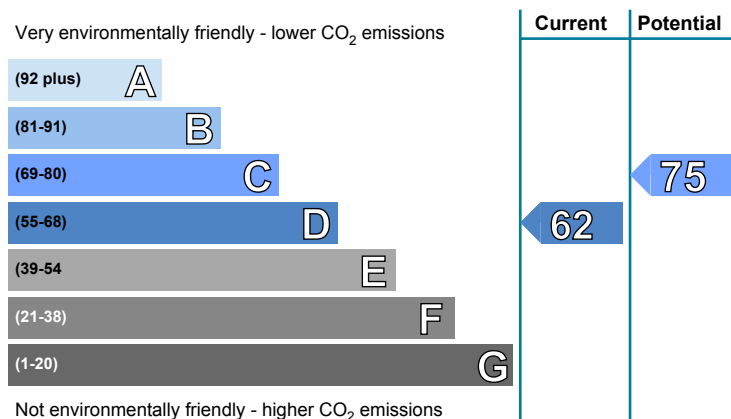 Current Potential
Very environmentally friendly - lower CO2 emissions
(92 plus) A
(81-91) B
(69-80) C 75
(55-68) D 62
(39-54 E
(21-38) F
(1-20) G
Not environmentally friendly - higher CO2 emissions